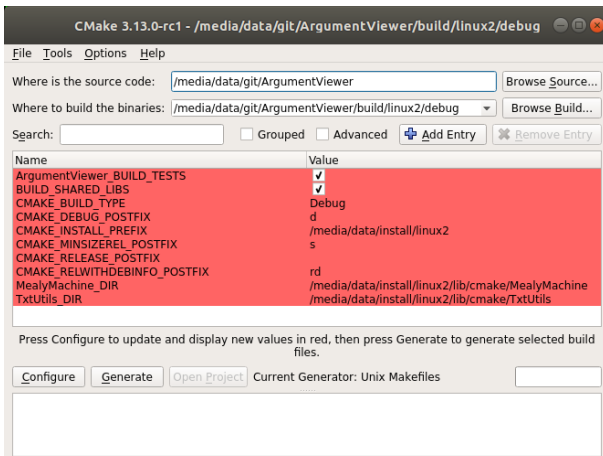 CMake 3.13.0-rc1 - /media/data/git/ArgumentViewer/build/linux2/debug
File Tools Options Help
Where is the source code: /media/data/git/ArgumentViewer Browse Source...
Where to build the binaries: /media/data/git/ArgumentViewer/build/linux2/debug Browse Build...
Search: Grouped Advanced Add Entry Remove Entry
Name Value
ArgumentViewer_BUILD_TESTS
BUILD_SHARED_LIBS
CMAKE_BUILD_TYPE Debug
CMAKE_DEBUG_POSTFIX d
CMAKE_INSTALL_PREFIX /media/data/install/linux2
CMAKE_MINSIZEREL_POSTFIX s
CMAKE_RELEASE_POSTFIX
CMAKE_RELWITHDEBINFO_POSTFIX rd
MealyMachine_DIR /media/data/install/linux2/lib/cmake/MealyMachine
TxtUtils_DIR /media/data/install/linux2/lib/cmake/TxtUtils
Press Configure to update and display new values in red, then press Generate to generate selected build
files.
Configure Generate Open Project Current Generator: Unix Makefiles